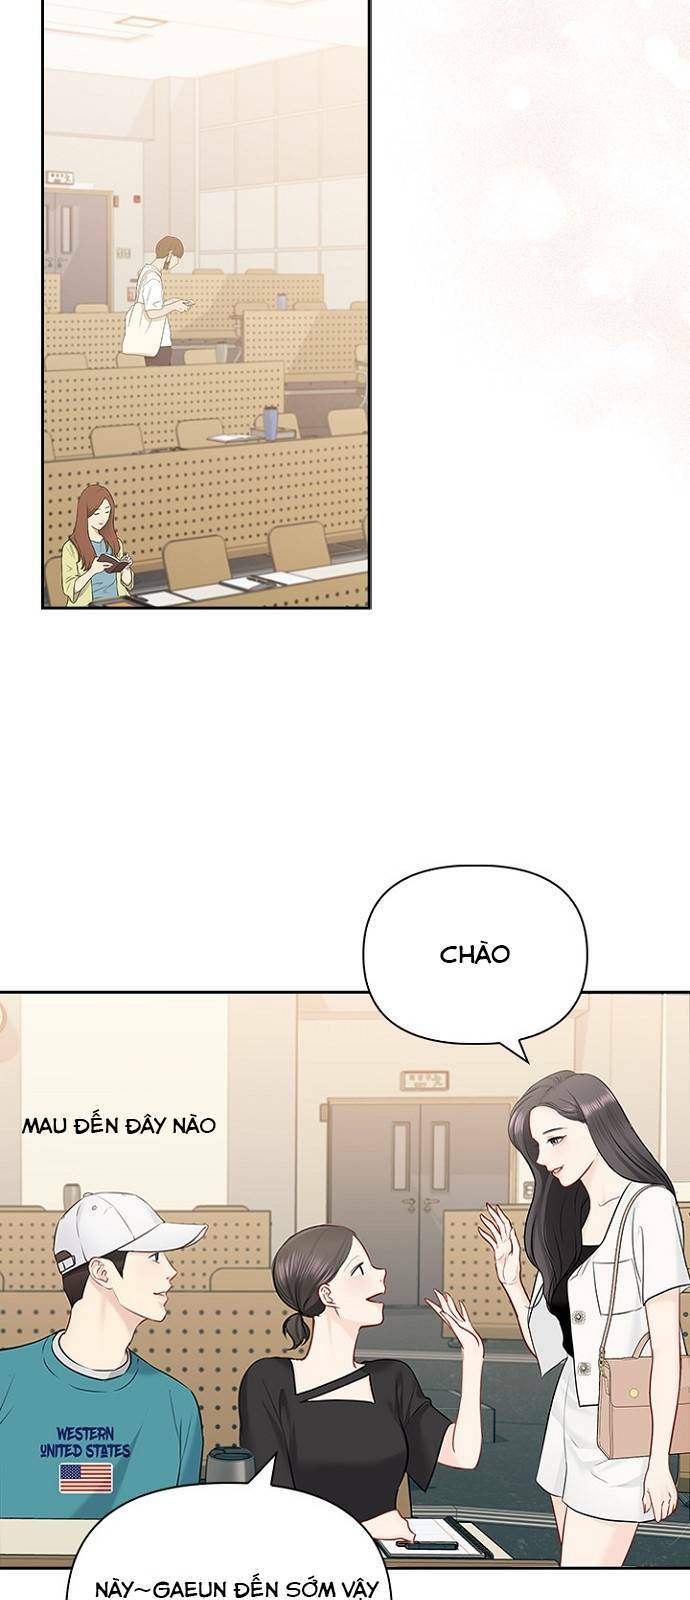 CHÀO
MAU ĐẾN ĐÂY NÀO
WESTERN
UNITED STATES
NÀY~GAEUN ĐẾN SỚM VẬY